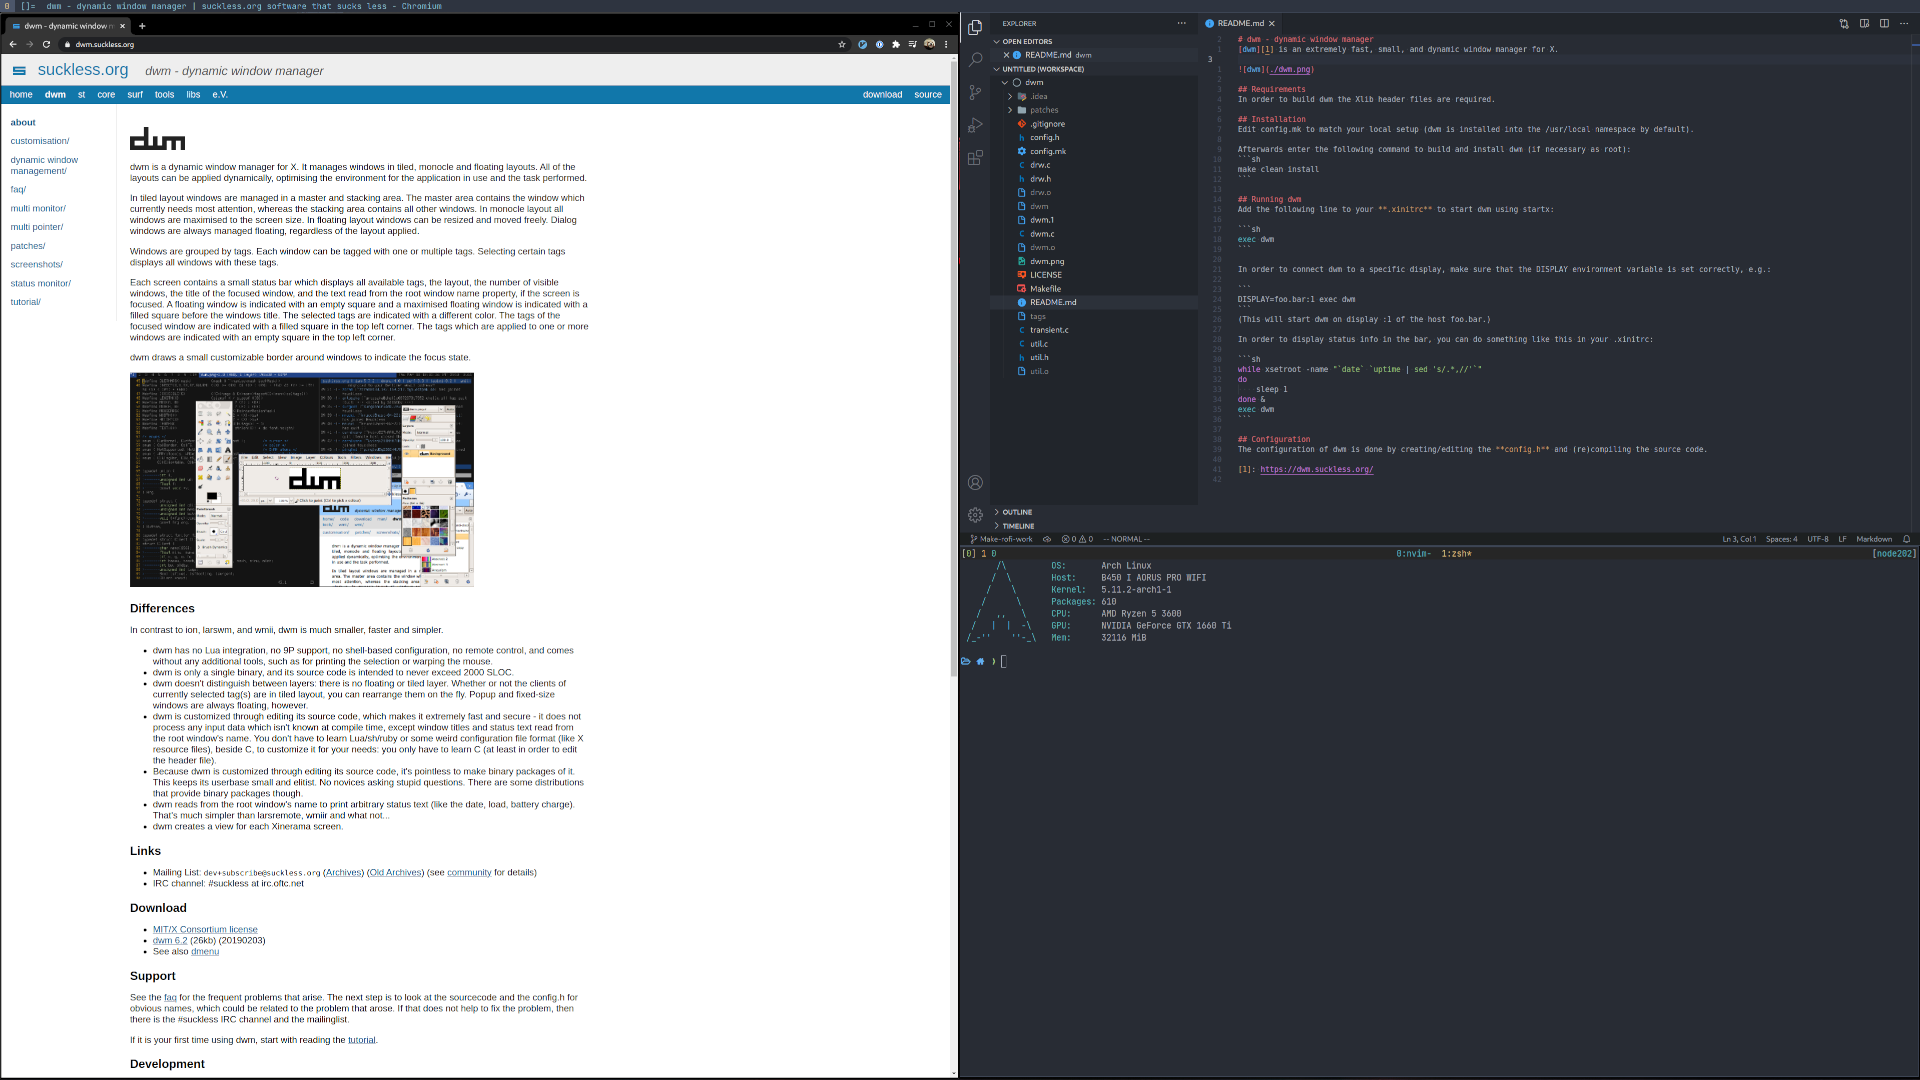 0 []= dwm - dynamic window manager | suckless.org software that sucks less - Chromium
dwm - dynamic window
dwm.suckless.org
suckless.org dwm - dynamic window manager
home dwm st core surf tools libs e.V. download source
about
customisation/
dynamic window
management/
faq/
multi monitor/
multi pointer/
patches/
screenshots/
status monitor/
tutorial/
dwm
dwm is a dynamic window manager for X. It manages windows in tiled, monocle and floating layouts. All of the
layouts can be applied dynamically, optimising the environment for the application in use and the task performed.
In tiled layout windows are managed in a master and stacking area. The master area contains the window which
currently needs most attention, whereas the stacking area contains all other windows. In monocle layout all
windows are maximised to the screen size. In floating layout windows can be resized and moved freely. Dialog
windows are always managed floating, regardless of the layout applied.
Windows are grouped by tags. Each window can be tagged with one or multiple tags. Selecting certain tags
displays all windows with these tags.
Each screen contains a small status bar which displays all available tags, the layout, the number of visible
windows, the title of the focused window, and the text read from the root window name property, if the screen is
focused. A floating window is indicated with an empty square and a maximised floating window is indicated with a
filled square before the windows title. The selected tags are indicated with a different color. The tags of the
focused window are indicated with a filled square in the top left corner. The tags which are applied to one or more
windows are indicated with an empty square in the top left corner.
dwm draws a small customizable border around windows to indicate the focus state.
Differences
In contrast to ion, larswm, and wmii, dwm is much smaller, faster and simpler.
• dwm has no Lua integration, no 9P support, no shell-based configuration, no remote control, and comes
without any additional tools, such as for printing the selection or warping the mouse.
• dwm is only a single binary, and its source code is intended to never exceed 2000 SLOC.
• dwm doesn't distinguish between layers: there is no floating or tiled layer. Whether or not the clients of
currently selected tag(s) are in tiled layout, you can rearrange them on the fly. Popup and fixed-size
windows are always floating, however.
• dwm is customized through editing its source code, which makes it extremely fast and secure - it does not
process any input data which isn't known at compile time, except window titles and status text read from
the root window's name. You don't have to learn Lua/sh/ruby or some weird configuration file format (like X
resource files), beside C, to customize it for your needs: you only have to learn C (at least in order to edit
the header file).
• Because dwm is customized through editing its source code, it's pointless to make binary packages of it.
This keeps its userbase small and elitist. No novices asking stupid questions. There are some distributions
that provide binary packages though.
• dwm reads from the root window's name to print arbitrary status text (like the date, load, battery charge).
That's much simpler than larsremote, wmiir and what not...
• dwm creates a view for each Xinerama screen.
Links
• Mailing List: dev+subscribe@suckless.org (Archives) (Old Archives) (see community for details)
• IRC channel: #suckless at irc.oftc.net
Download
• MIT/X Consortium license
• dwm 6.2 (26kb) (20190203)
• See also dmenu
Support
See the faq for the frequent problems that arise. The next step is to look at the sourcecode and the config.h for
obvious names, which could be related to the problem that arose. If that does not help to fix the problem, then
there is the #suckless IRC channel and the mailinglist.
If it is your first time using dwm, start with reading the tutorial.
Development
EXPLORER
OPEN EDITORS
README.md dwm
UNTITLED (WORKSPACE)
dwm
.idea
patches
.gitignore
config.h
config.mk
drw.c
drw.h
drw.o
dwm
dwm.1
dwm.c
dwm.o
dwm.png
LICENSE
Makefile
README.md
tags
transient.c
util.c
util.h
util.o
OUTLINE
TIMELINE
README.md
2 # dwm - dynamic window manager
1 [dwm][1] is an extremely fast, small, and dynamic window manager for X.
3
1 ![dwm](./dwm.png)
2
3 ## Requirements
4 In order to build dwm the Xlib header files are required.
5
6 ## Installation
7 Edit config.mk to match your local setup (dwm is installed into the /usr/local namespace by default).
8
9 Afterwards enter the following command to build and install dwm (if necessary as root):
10 ```sh
11 make clean install
12 ```
13
14 ## Running dwm
15 Add the following line to your **.xinitrc** to start dwm using startx:
16
17 ```sh
18 exec dwm
19 ```
20
21 In order to connect dwm to a specific display, make sure that the DISPLAY environment variable is set correctly, e.g.:
22
23 ```
24 DISPLAY=foo.bar:1 exec dwm
25 ```
26 (This will start dwm on display :1 of the host foo.bar.)
27
28 In order to display status info in the bar, you can do something like this in your .xinitrc:
29
30 ```sh
31 while xsetroot -name "`date` `uptime | sed 's/.*,//'`"
32 do
33 sleep 1
34 done &
35 exec dwm
36 ```
37
38 ## Configuration
39 The configuration of dwm is done by creating/editing the **config.h** and (re)compiling the source code.
40
41 [1]: https://dwm.suckless.org/
42
Make-rofi-work 0 0 -- NORMAL -- Ln 3, Col 1 Spaces: 4 UTF-8 LF Markdown
[0] 1 0 0:nvim- 1:zsh* [node202]
OS: Arch Linux
Host: B450 I AORUS PRO WIFI
Kernel: 5.11.2-arch1-1
Packages: 610
CPU: AMD Ryzen 5 3600
GPU: NVIDIA GeForce GTX 1660 Ti
Mem: 32116 MiB